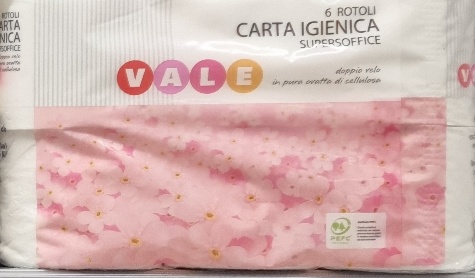 6 ROTOLI
CARTA IGIENICA
SUPERSOFFICE
VALE
doppio velo
in pura ovatta di cellulosa
PEFC